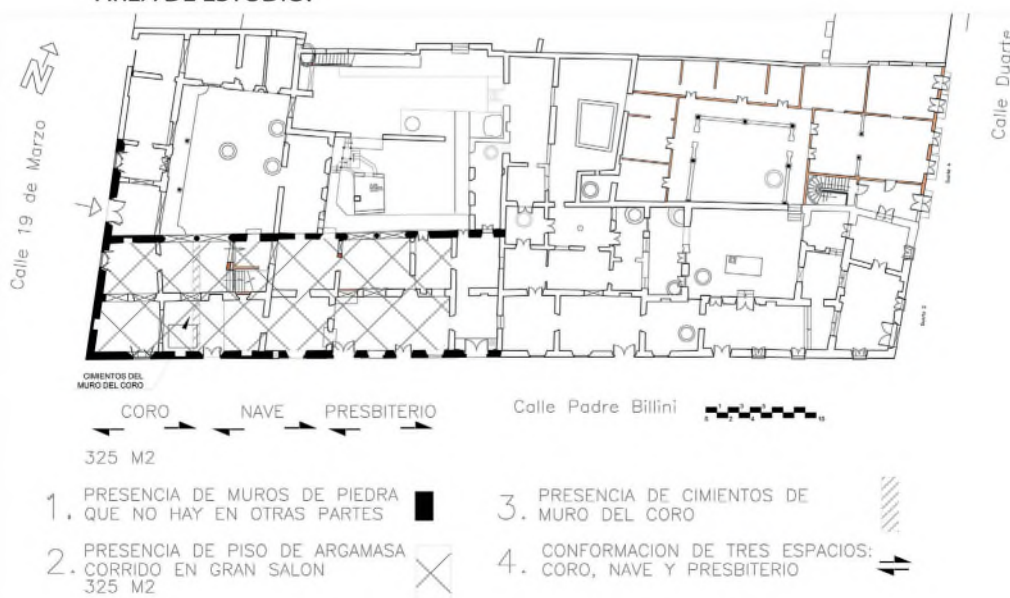 ÁREA DE ESTUDIO.
N
Calle 19 de Marzo
Calle Duarte
CIMIENTOS DEL
MURO DEL CORO
CORO NAVE PRESBITERIO
Calle Padre Billini
325 M2
1. PRESENCIA DE MUROS DE PIEDRA
QUE NO HAY EN OTRAS PARTES
2. PRESENCIA DE PISO DE ARGAMASA
CORRIDO EN GRAN SALON
325 M2
3. PRESENCIA DE CIMIENTOS DE
MURO DEL CORO
4. CONFORMACION DE TRES ESPACIOS:
CORO, NAVE Y PRESBITERIO